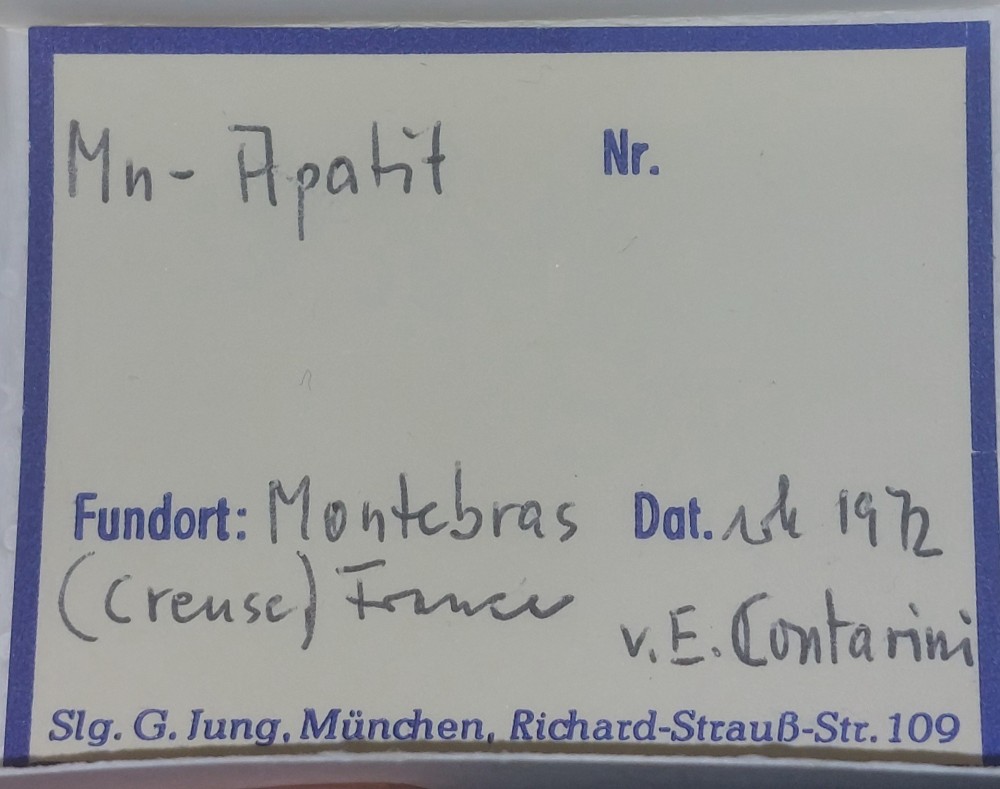 Mn-Apatit Nr.
Fundort: Montebras Dat. 1972
(Creuse) France
v. E. Contarini
Slg. G. Jung, München, Richard-Strauß-Str. 109